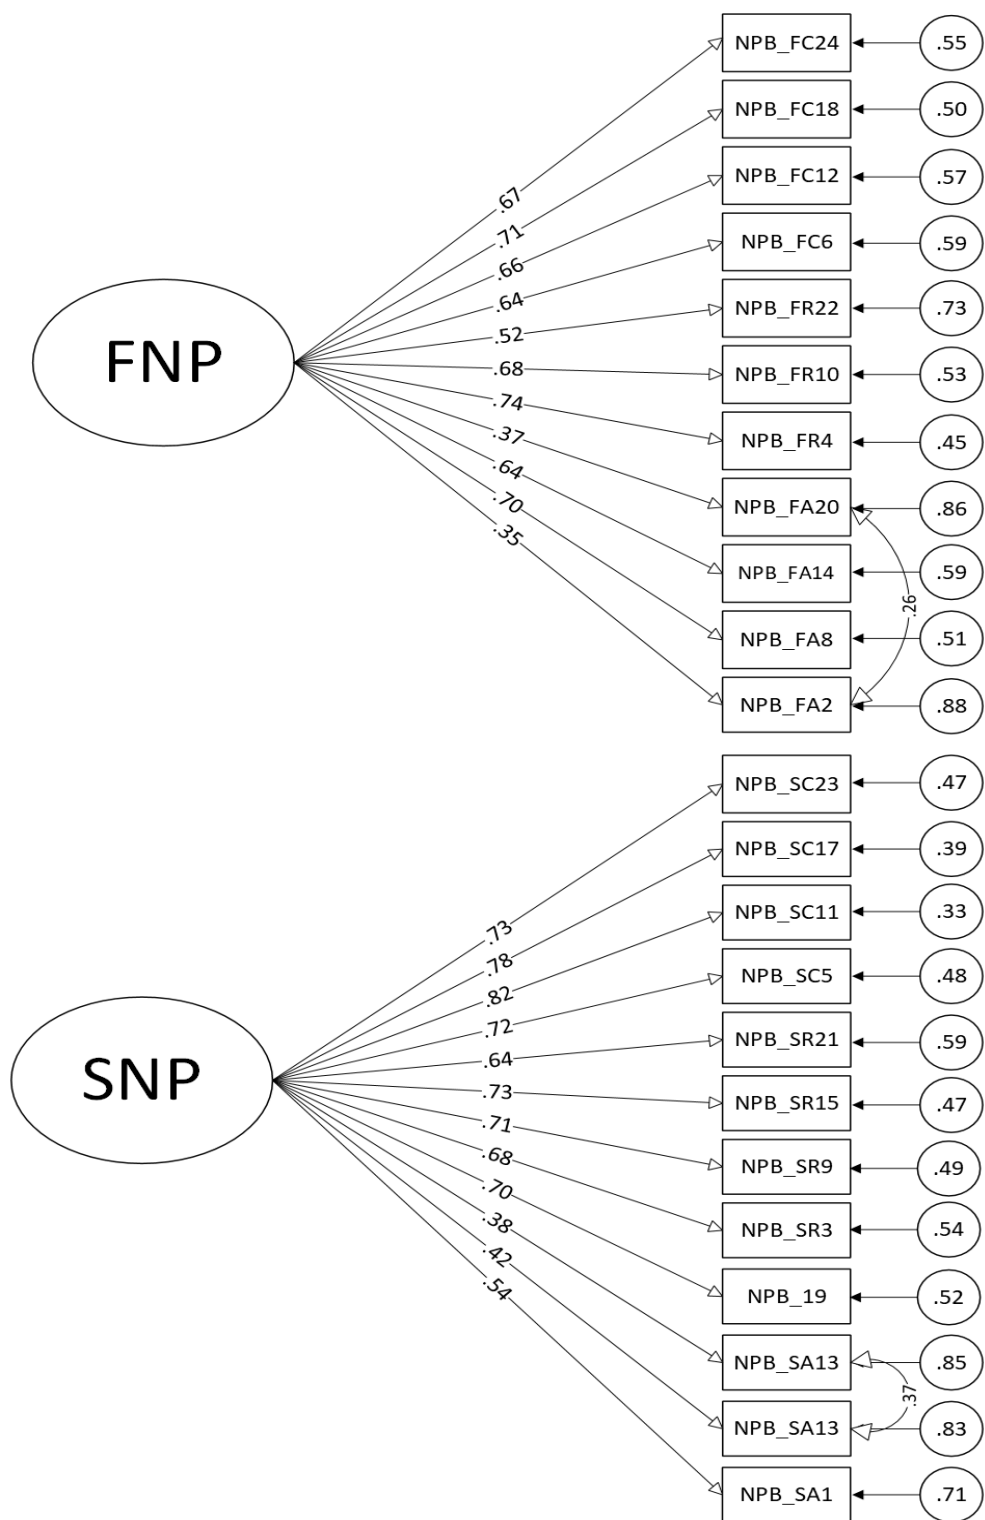 NPB_FC24 .55
NPB_FC18 .50
NPB_FC12 .57
.67
NPB_FC6 .59
.71
.66
.64
NPB_FR22 .73
.52
FNP
.68
NPB_FR10 .53
.74
.37
NPB_FR4 .45
.64
.70
NPB_FA20 .86
.35
NPB_FA14 .59
.26
NPB_FA8 .51
NPB_FA2 .88
NPB_SC23 .47
NPB_SC17 .39
NPB_SC11 .33
.73
.78
NPB_SC5 .48
.82
.72
NPB_SR21 .59
.64
SNP
.73
NPB_SR15 .47
.71
.68
NPB_SR9 .49
.70
.38
NPB_SR3 .54
.42
.54
NPB_19 .52
NPB_SA13 .85
.37
NPB_SA13 .83
NPB_SA1 .71